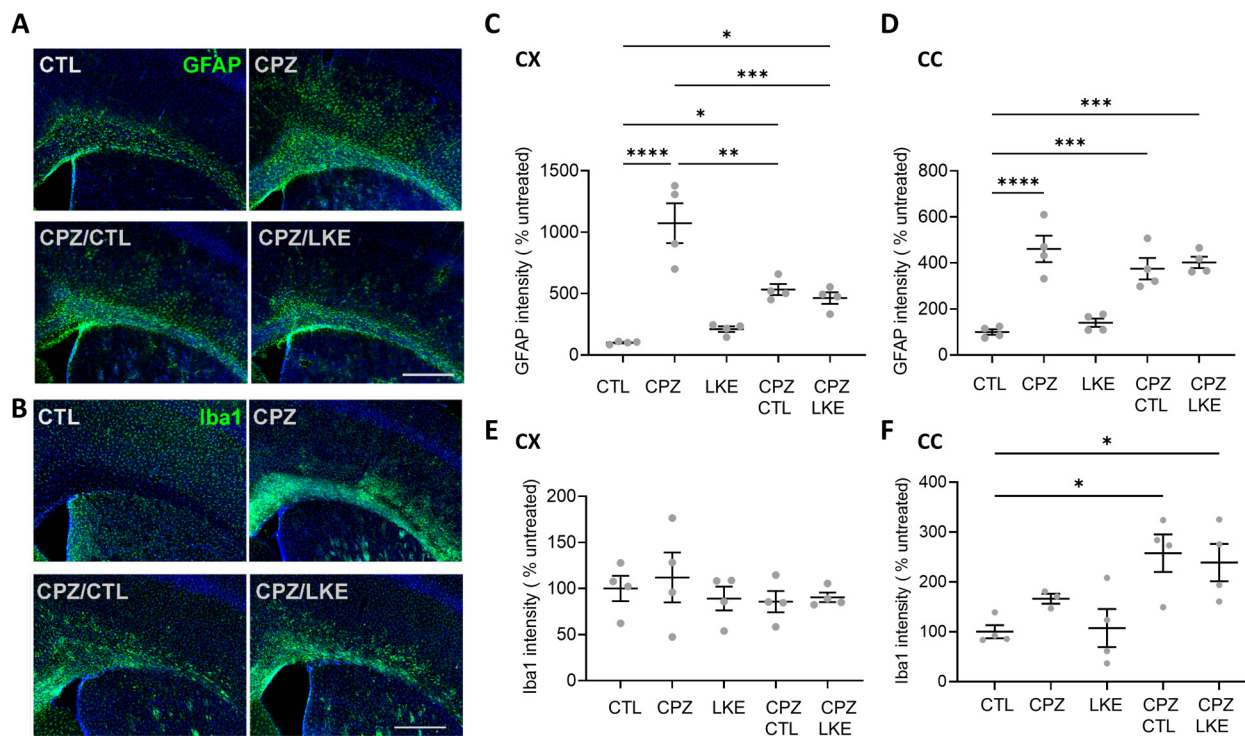 A
CTL
GFAP
CPZ
CPZ/CTL
CPZ/LKE
B
CTL
Iba1
CPZ
CPZ/CTL
CPZ/LKE
C
CX
*
***
*
****
**
GFAP intensity ( % untreated)
1500
1000
500
0
CTL
CPZ
LKE
CPZ CPZ
CTL LKE
D
CC
***
***
****
GFAP intensity ( % untreated)
800
600
400
200
0
CTL
CPZ
LKE
CPZ CPZ
CTL LKE
E
CX
Iba1 intensity ( % untreated)
200
150
100
50
0
CTL
CPZ
LKE
CPZ CPZ
CTL LKE
F
CC
*
*
Iba1 intensity ( % untreated)
400
300
200
100
0
CTL
CPZ
LKE
CPZ CPZ
CTL LKE